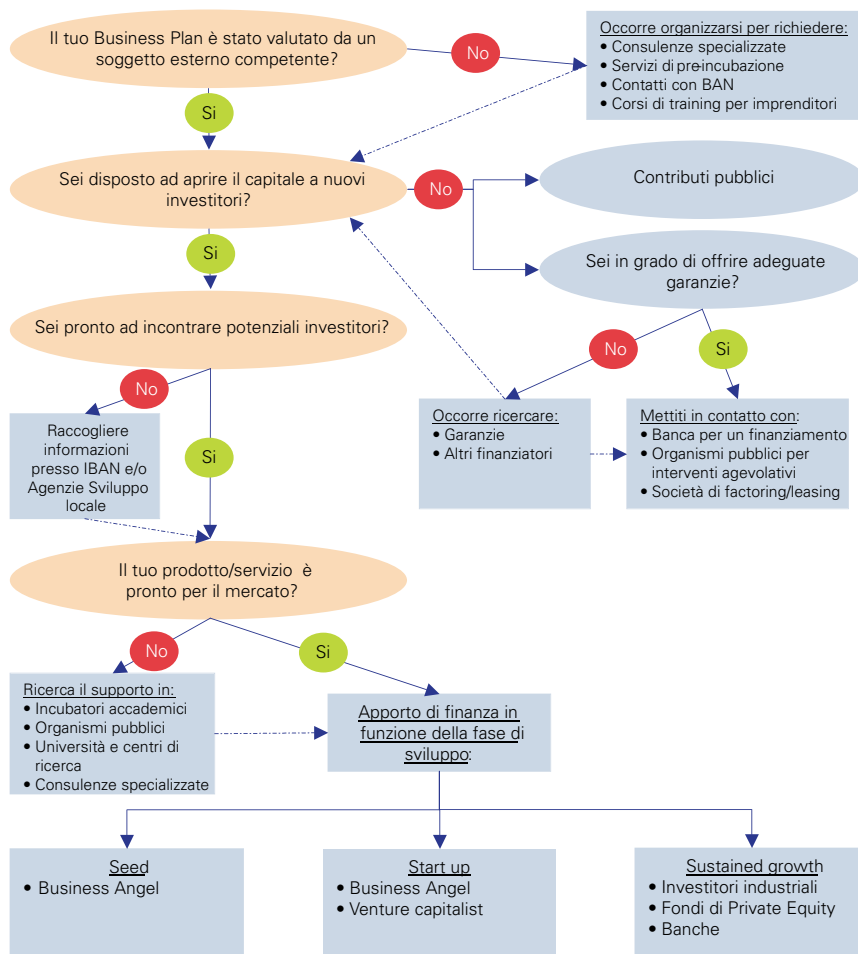 Il tuo Business Plan è stato valutato da un
soggetto esterno competente?
No
Occorre organizzarsi per richiedere:
• Consulenze specializzate
• Servizi di pre-incubazione
• Contatti con BAN
• Corsi di training per imprenditori
Si
Sei disposto ad aprire il capitale a nuovi
investitori?
No
Contributi pubblici
Si
Sei in grado di offrire adeguate
garanzie?
Sei pronto ad incontrare potenziali investitori?
No
Si
No
Raccogliere
informazioni
presso IBAN e/o
Agenzie Sviluppo
locale
Si
Occorre ricercare:
• Garanzie
• Altri finanziatori
Mettiti in contatto con:
• Banca per un finanziamento
• Organismi pubblici per
interventi agevolativi
• Società di factoring/leasing
Il tuo prodotto/servizio è
pronto per il mercato?
No
Si
Ricerca il supporto in:
• Incubatori accademici
• Organismi pubblici
• Università e centri di
ricerca
• Consulenze specializzate
Apporto di finanza in
funzione della fase di
sviluppo:
Seed
• Business Angel
Start up
• Business Angel
• Venture capitalist
Sustained growth
• Investitori industriali
• Fondi di Private Equity
• Banche